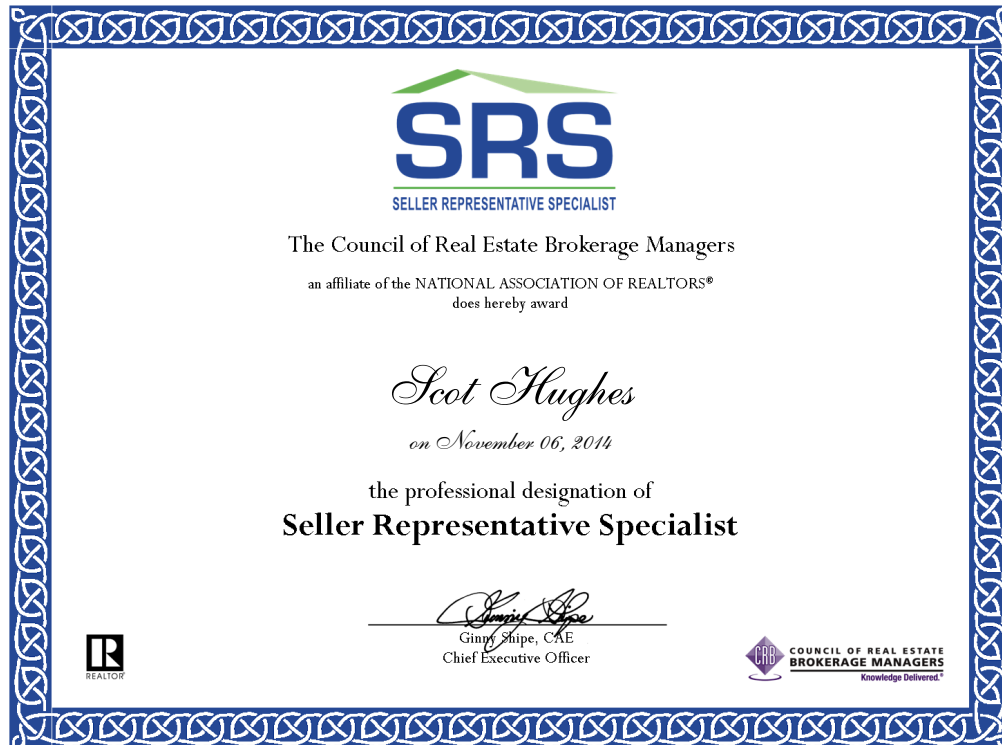 SRS
SELLER REPRESENTATIVE SPECIALIST
The Council of Real Estate Brokerage Managers
an affiliate of the NATIONAL ASSOCIATION OF REALTORS®
does hereby award
Scot Hughes
on November 06, 2014
the professional designation of
Seller Representative Specialist
Ginny Shipe
Ginny Shipe, CAE
Chief Executive Officer
R
REALTOR®
CRB
COUNCIL OF REAL ESTATE
BROKERAGE MANAGERS
Knowledge Delivered.®